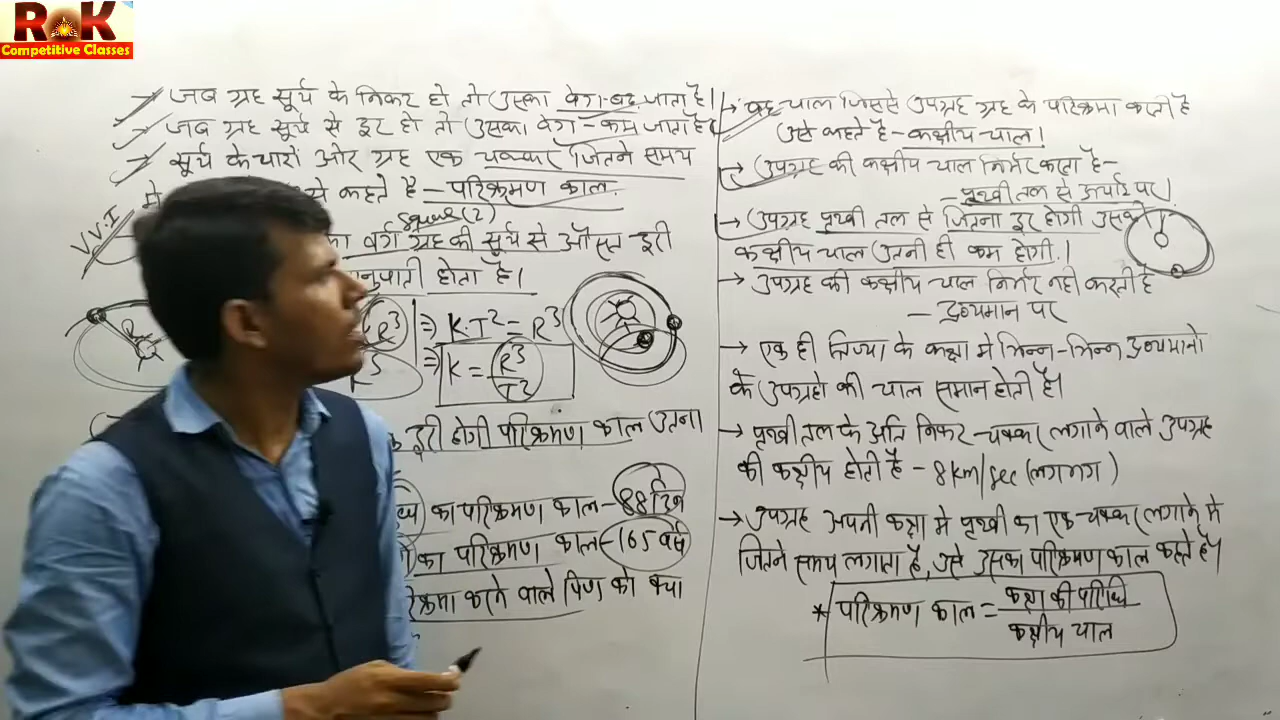 RK
Competitive Classes
→ जब ग्रह सूर्य के निकट हो तो उसका वेग-बढ़ जाता है।
→ जब ग्रह सूर्य से दूर हो तो उसका वेग-कम जाता है।
→ सूर्य के चारों ओर ग्रह एक चक्कर जितने समय
मे से कहते है - परिक्रमण काल.
V.V.I
Square (2)
का वर्ग ग्रह की सूर्य से औसत दूरी
नुपाती होता है।
R
R³ ⇒ K.T² = R³
R³ ⇒ K = R³/T²
दूरी होगी परिक्रमण काल उतना
का परिक्रमण काल - 88 दिन
का परिक्रमण काल - 165 वर्ष
क्रमा करने वाले पिण्ड को क्या
→ वह चाल जिससे उपग्रह ग्रह के परिक्रमा करती है
उसे कहते है - कक्षीय चाल।
→ उपग्रह की कक्षीय चाल निर्भर करता है -
- पृथ्वी तल से ऊचाई पर।
→ उपग्रह पृथ्वी तल से जितना दूर होगी उसकी
कक्षीय चाल उतनी ही कम होगी।
→ उपग्रह की कक्षीय चाल निर्भर नही करती है
- द्रव्यमान पर
→ एक ही त्रिज्या के कक्षा मे भिन्न-भिन्न द्रव्यमानो
के उपग्रहो की चाल समान होती है।
→ पृथ्वी तल के अति निकट चक्कर लगाने वाले उपग्रह
की कक्षीय होती है - 8 km/sec (लगभग)
→ उपग्रह अपनी कक्षा मे पृथ्वी का एक चक्कर लगाने मे
जितने समय लगाता है, उसे उसका परिक्रमण काल कहते है।
* परिक्रमण काल = कक्षा की परिधि / कक्षीय चाल